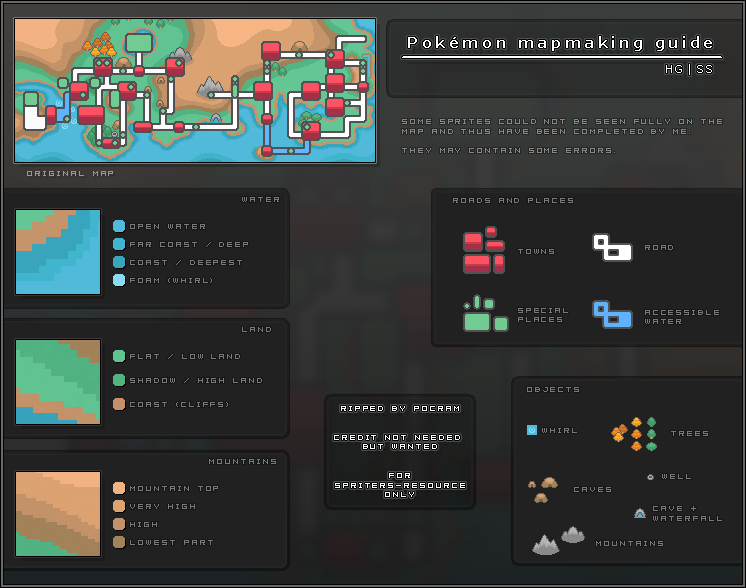 Pokémon mapmaking guide
HG|SS
SOME SPRITES COULD NOT BE SEEN FULLY ON THE
MAP AND THUS HAVE BEEN COMPLETED BY ME.
THEY MAY CONTAIN SOME ERRORS.
ORIGINAL MAP
WATER
OPEN WATER
FAR COAST / DEEP
COAST / DEEPEST
FOAM (WHIRL)
LAND
FLAT / LOW LAND
SHADOW / HIGH LAND
COAST (CLIFFS)
MOUNTAINS
MOUNTAIN TOP
VERY HIGH
HIGH
LOWEST PART
ROADS AND PLACES
TOWNS
ROAD
SPECIAL
PLACES
ACCESSIBLE
WATER
RIPPED BY POCRAM
CREDIT NOT NEEDED
BUT WANTED
FOR
SPRITERS-RESOURCE
ONLY
OBJECTS
WHIRL
TREES
CAVES
WELL
CAVE +
WATERFALL
MOUNTAINS